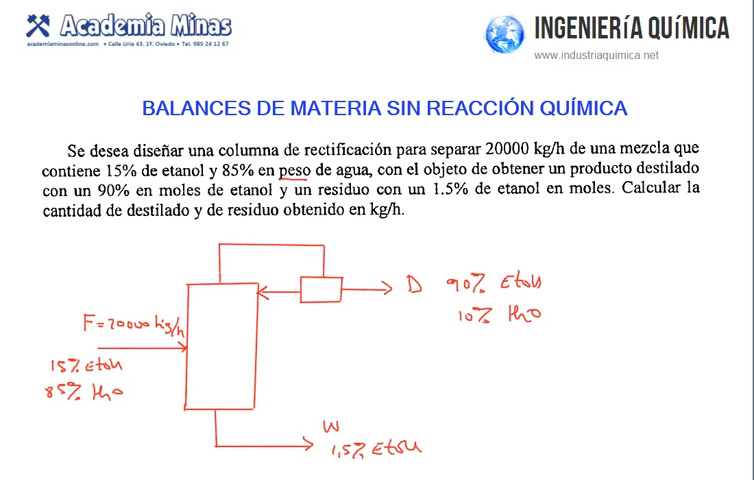 Academia Minas
academiaminasonline.com • Calle Uría 43. 1º. Oviedo. • Tel. 985 24 12 67
INGENIERíA QUíMICA
www.industriaquimica.net
BALANCES DE MATERIA SIN REACCIÓN QUÍMICA
Se desea diseñar una columna de rectificación para separar 20000 kg/h de una mezcla que
contiene 15% de etanol y 85% en peso de agua, con el objeto de obtener un producto destilado
con un 90% en moles de etanol y un residuo con un 1.5% de etanol en moles. Calcular la
cantidad de destilado y de residuo obtenido en kg/h.
D 90% EtOH
10% H2O
F = 20000 kg/h
15% EtOH
85% H2O
W
1,5% EtOH